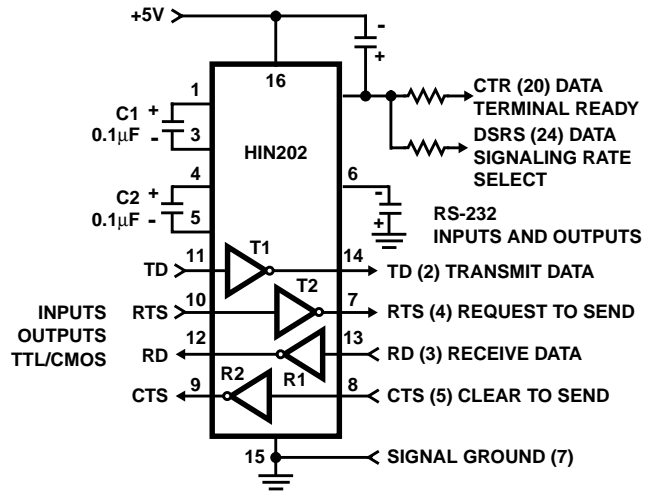 +5V
-
+
16
1
C1
+
0.1µF
-
3
HIN202
CTR (20) DATA
TERMINAL READY
DSRS (24) DATA
SIGNALING RATE
SELECT
4
C2
+
0.1µF
-
5
6
-
+
RS-232
INPUTS AND OUTPUTS
TD
11
T1
14
TD (2) TRANSMIT DATA
INPUTS
OUTPUTS
TTL/CMOS
RTS
10
T2
7
RTS (4) REQUEST TO SEND
RD
12
R1
13
RD (3) RECEIVE DATA
CTS
9
R2
8
CTS (5) CLEAR TO SEND
15
SIGNAL GROUND (7)